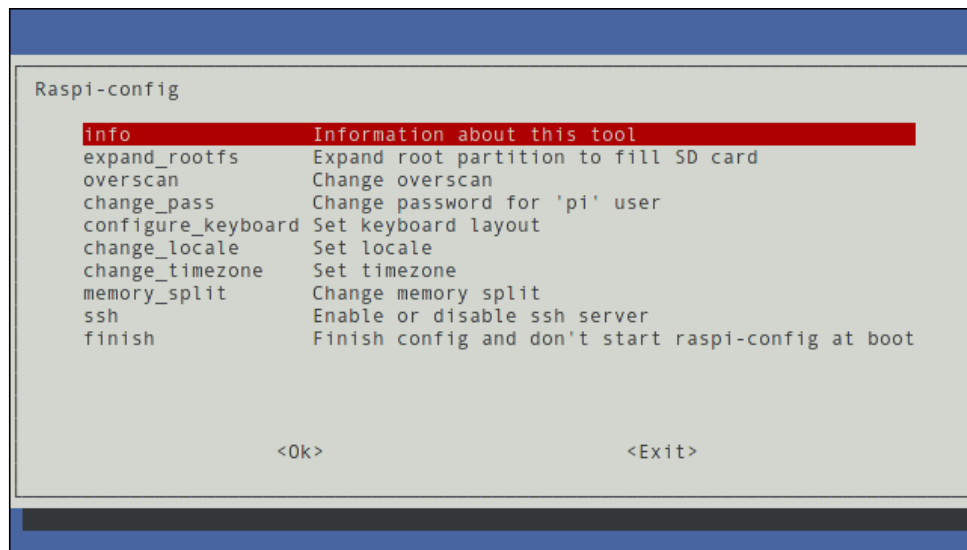 Raspi-config
info Information about this tool
expand_rootfs Expand root partition to fill SD card
overscan Change overscan
change_pass Change password for 'pi' user
configure_keyboard Set keyboard layout
change_locale Set locale
change_timezone Set timezone
memory_split Change memory split
ssh Enable or disable ssh server
finish Finish config and don't start raspi-config at boot
<Ok> <Exit>